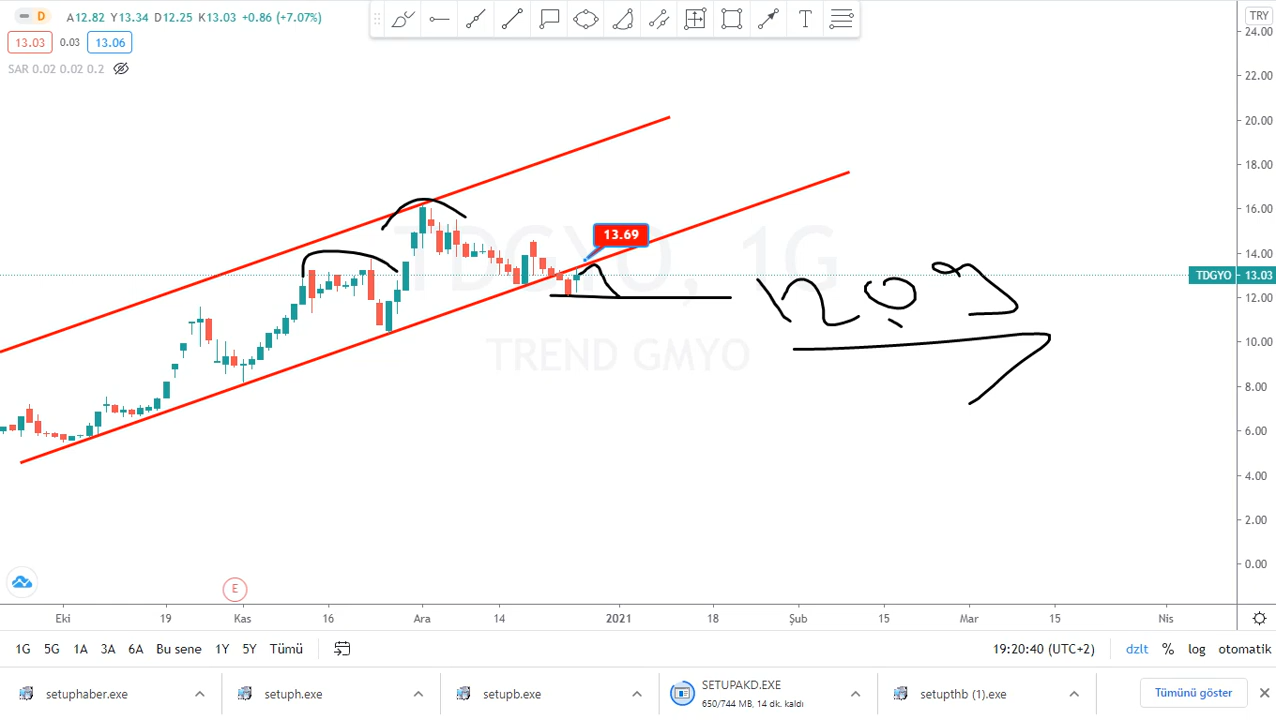 D A12.82 Y13.34 D12.25 K13.03 +0.86 (+7.07%)
13.03 0.03 13.06
SAR 0.02 0.02 0.2
T
TRY
24.00
22.00
20.00
18.00
16.00
14.00
TDGYO 13.03
12.00
10.00
8.00
6.00
4.00
2.00
0.00
13.69
TDGYO, 1G
TREND GMYO
E
Eki 19 Kas 16 Ara 14 2021 18 Şub 15 Mar 15 Nis
1G 5G 1A 3A 6A Bu sene 1Y 5Y Tümü 19:20:40 (UTC+2) dzlt % log otomatik
setuphaber.exe setuph.exe setupb.exe SETUPAKD.EXE setupthb (1).exe Tümünü göster
650/744 MB, 14 dk. kaldı